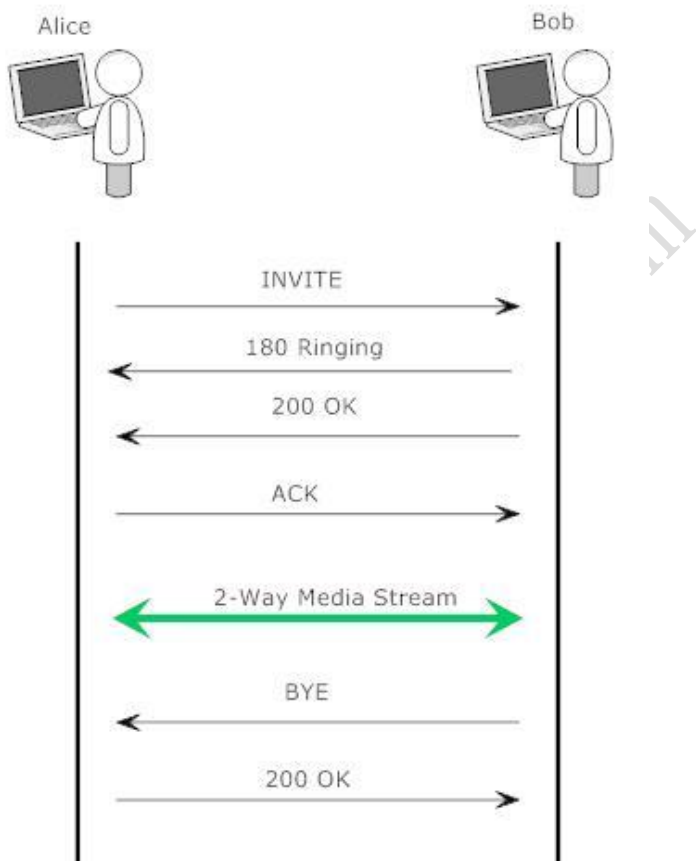 Alice
Bob
INVITE
180 Ringing
200 OK
ACK
2-Way Media Stream
BYE
200 OK